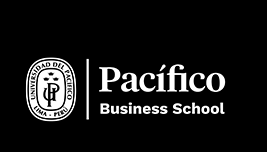 UNIVERSIDAD DEL PACIFICO
LIMA - PERU
Pacífico
Business School